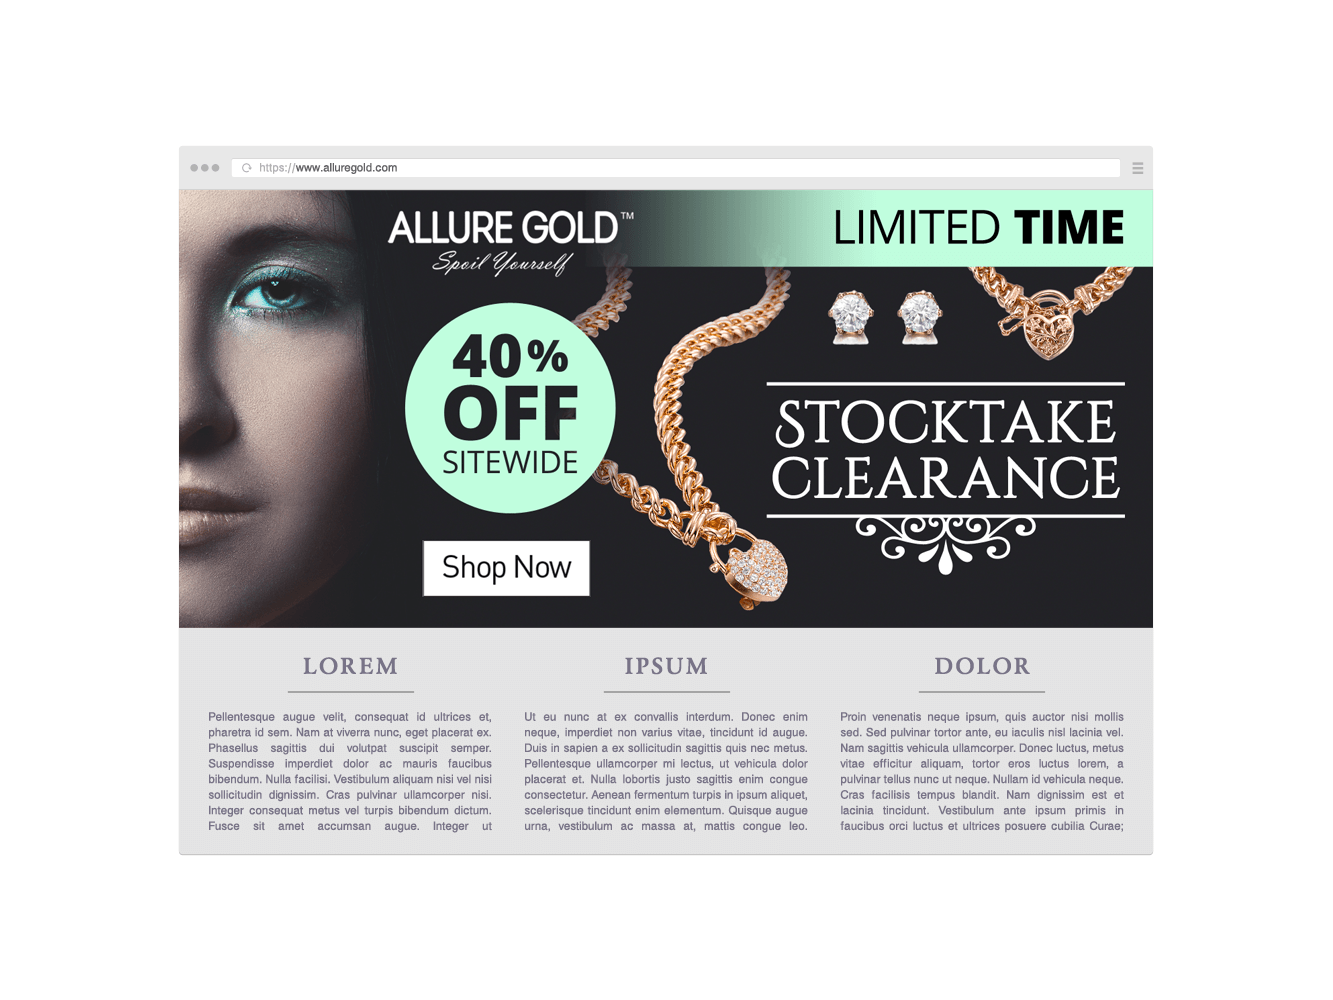 https://www.alluregold.com
ALLURE GOLD™
Spoil Yourself
LIMITED TIME
40%
OFF
SITEWIDE
Shop Now
STOCKTAKE
CLEARANCE
LOREM
Pellentesque augue velit, consequat id ultrices et,
pharetra id sem. Nam at viverra nunc, eget placerat ex.
Phasellus sagittis dui volutpat suscipit semper.
Suspendisse imperdiet dolor ac mauris faucibus
bibendum. Nulla facilisi. Vestibulum aliquam nisi vel nisi
sollicitudin dignissim. Cras pulvinar ullamcorper nisi.
Integer consequat metus vel turpis bibendum dictum.
Fusce sit amet accumsan augue. Integer ut
IPSUM
Ut eu nunc at ex convallis interdum. Donec enim
neque, imperdiet non varius vitae, tincidunt id augue.
Duis in sapien a ex sollicitudin sagittis quis nec metus.
Pellentesque ullamcorper mi lectus, ut vehicula dolor
placerat et. Nulla lobortis justo sagittis enim congue
consectetur. Aenean fermentum turpis in ipsum aliquet,
scelerisque tincidunt enim elementum. Quisque augue
urna, vestibulum ac massa at, mattis congue leo.
DOLOR
Proin venenatis neque ipsum, quis auctor nisi mollis
sed. Sed pulvinar tortor ante, eu iaculis nisl lacinia vel.
Nam sagittis vehicula ullamcorper. Donec luctus, metus
vitae efficitur aliquam, tortor eros luctus lorem, a
pulvinar tellus nunc ut neque. Nullam id vehicula neque.
Cras facilisis tempus blandit. Nam dignissim est et
lacinia tincidunt. Vestibulum ante ipsum primis in
faucibus orci luctus et ultrices posuere cubilia Curae;